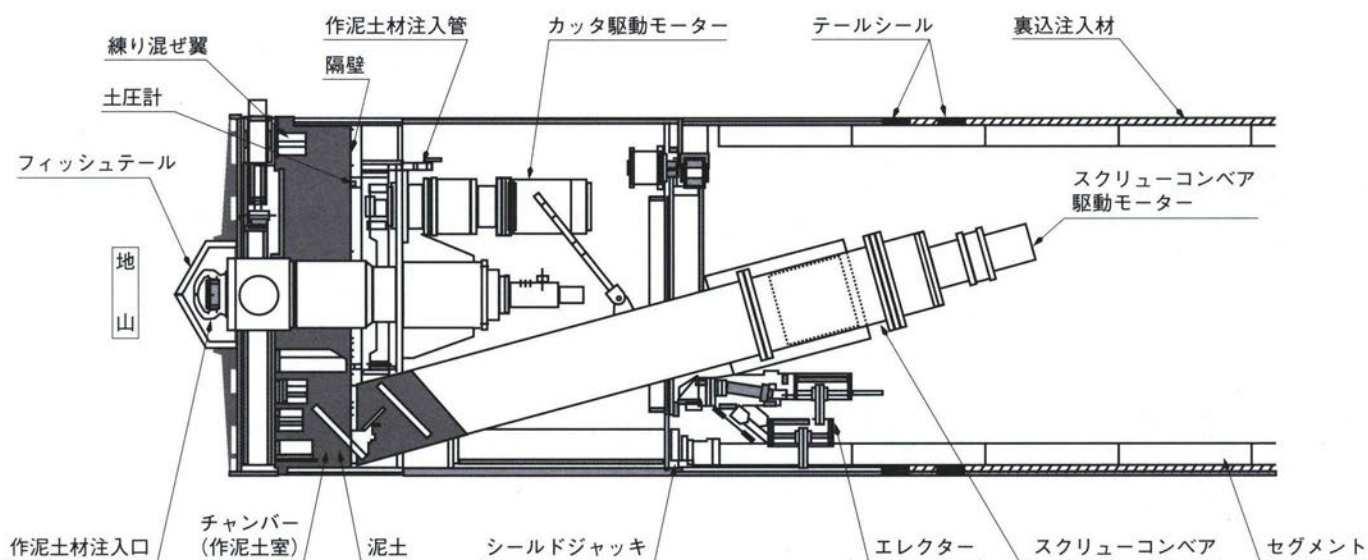 作泥土材注入管
カッタ駆動モーター
テールシール
裏込注入材
練り混ぜ翼
隔壁
土圧計
フィッシュテール
スクリューコンベア
駆動モーター
地
山
作泥土材注入口
チャンバー
(作泥土室)
泥土
シールドジャッキ
エレクター
スクリューコンベア
セグメント